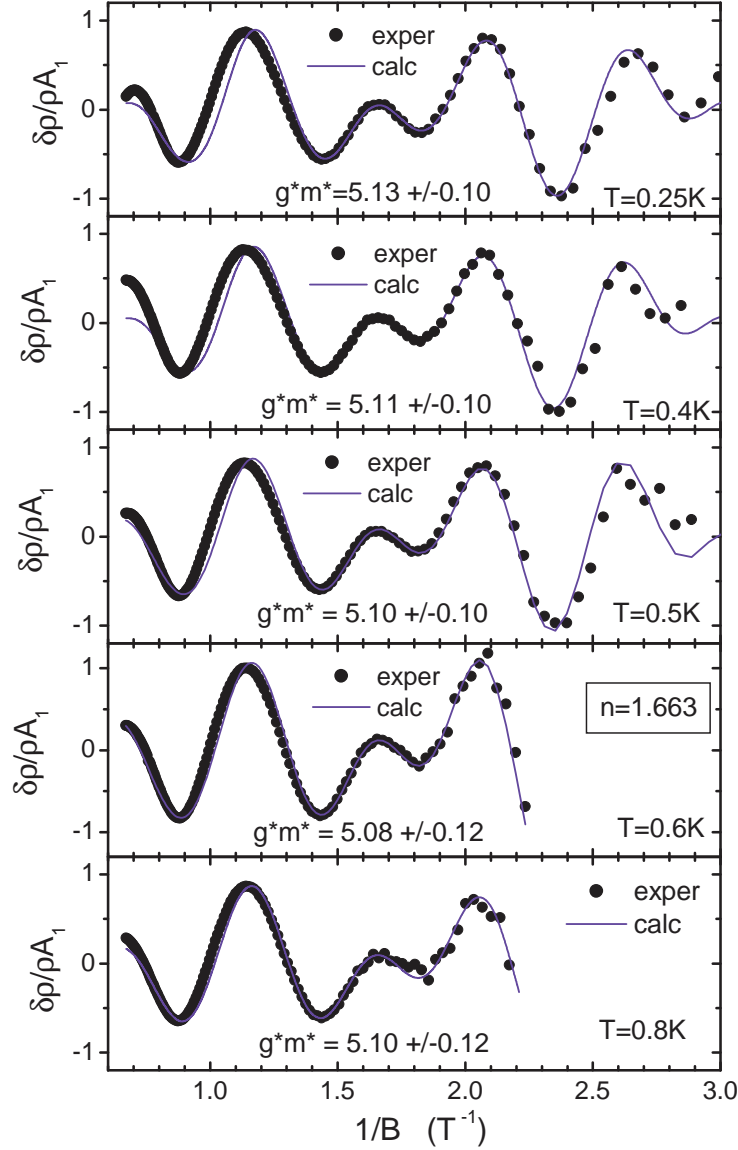 1
exper
calc
0
δρ/ρA₁
-1
g*m*=5.13 +/-0.10
T=0.25K
1
exper
calc
0
δρ/ρA₁
-1
g*m* = 5.11 +/-0.10
T=0.4K
1
exper
calc
0
δρ/ρA₁
-1
g*m* = 5.10 +/-0.10
T=0.5K
1
exper
calc
n=1.663
0
δρ/ρA₁
-1
g*m* = 5.08 +/-0.12
T=0.6K
1
exper
calc
0
δρ/ρA₁
-1
g*m* = 5.10 +/-0.12
T=0.8K
1.0 1.5 2.0 2.5 3.0
1/B (T⁻¹)